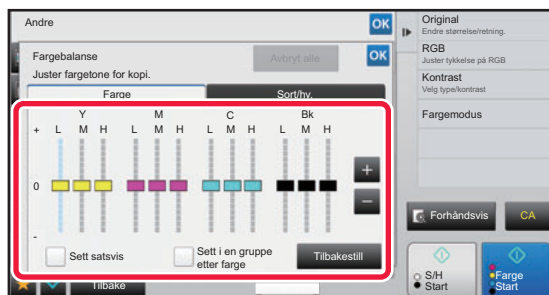 Andre
OK
Fargebalanse
Avbryt alle
OK
Juster fargetone for kopi.
Farge
Sort/hv.
Y M C Bk
+ L M H L M H L M H L M H
+
0
−
-
Sett satsvis
Sett i en gruppe
etter farge
Tilbakestill
Tilbake
Original
Endre størrelse/retning.
RGB
Juster tykkelse på RGB
Kontrast
Velg type/kontrast
Fargemodus
Forhåndsvis
CA
S/H
Start
Farge
Start